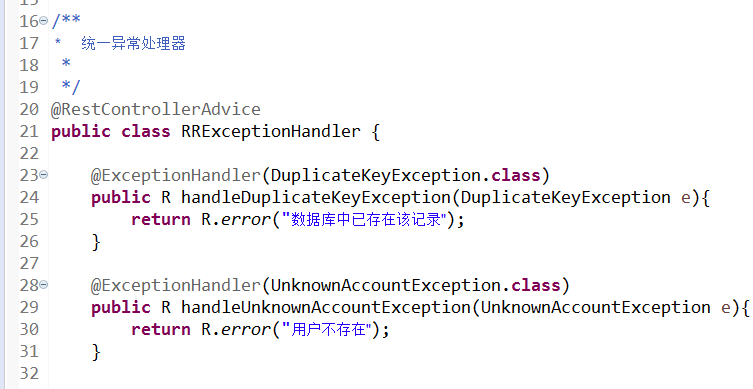 16 /**
17 * 统一异常处理器
18 *
19 */
20 @RestControllerAdvice
21 public class RRExceptionHandler {
22
23 @ExceptionHandler(DuplicateKeyException.class)
24 public R handleDuplicateKeyException(DuplicateKeyException e){
25 return R.error("数据库中已存在该记录");
26 }
27
28 @ExceptionHandler(UnknownAccountException.class)
29 public R handleUnknownAccountException(UnknownAccountException e){
30 return R.error("用户不存在");
31 }
32